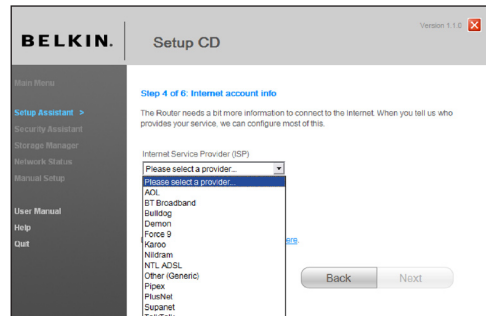 Version 1.1.0
BELKIN.
Setup CD
Main Menu
Setup Assistant >
Security Assistant
Storage Manager
Network Status
Manual Setup
User Manual
Help
Quit
Step 4 of 6: Internet account info
The Router needs a bit more information to connect to the Internet. When you tell us who
provides your service, we can configure most of this.
Internet Service Provider (ISP)
Please select a provider...
Please select a provider...
AOL
BT Broadband
Bulldog
Demon
Force 9
Karoo
Nildram
NTL ADSL
Other (Generic)
Pipex
PlusNet
Supanet
ere.
Back
Next